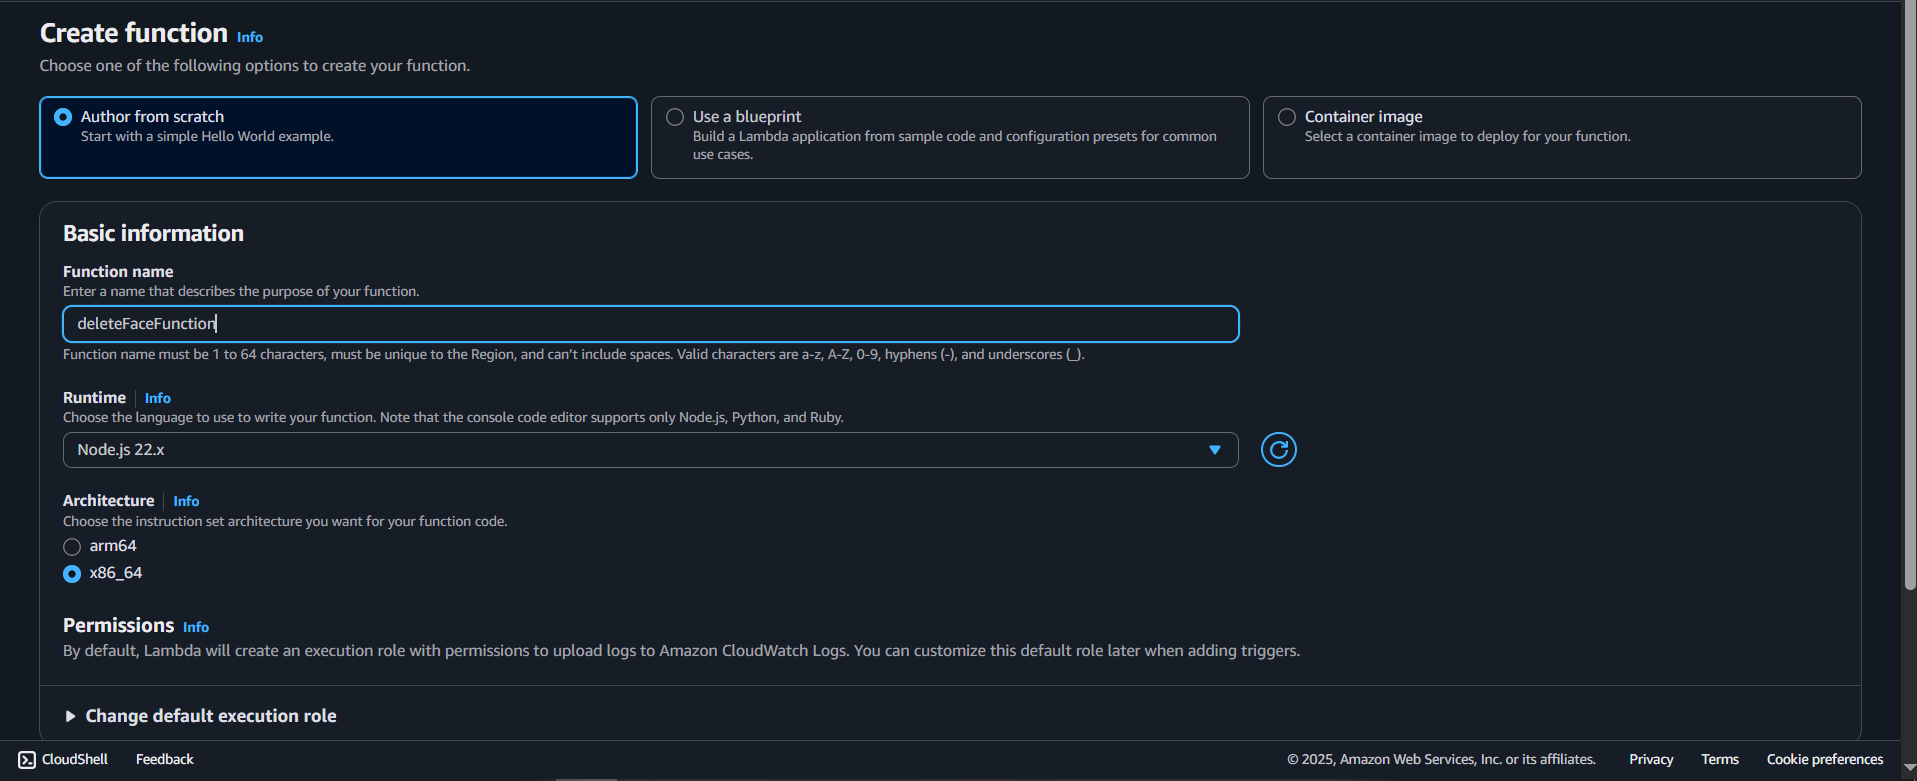 Create function Info
Choose one of the following options to create your function.
Author from scratch
Start with a simple Hello World example.
Use a blueprint
Build a Lambda application from sample code and configuration presets for common
use cases.
Container image
Select a container image to deploy for your function.
Basic information
Function name
Enter a name that describes the purpose of your function.
deleteFaceFunction
Function name must be 1 to 64 characters, must be unique to the Region, and can't include spaces. Valid characters are a-z, A-Z, 0-9, hyphens (-), and underscores (_).
Runtime Info
Choose the language to use to write your function. Note that the console code editor supports only Node.js, Python, and Ruby.
Node.js 22.x
Architecture Info
Choose the instruction set architecture you want for your function code.
arm64
x86_64
Permissions Info
By default, Lambda will create an execution role with permissions to upload logs to Amazon CloudWatch Logs. You can customize this default role later when adding triggers.
Change default execution role
CloudShell Feedback © 2025, Amazon Web Services, Inc. or its affiliates. Privacy Terms Cookie preferences